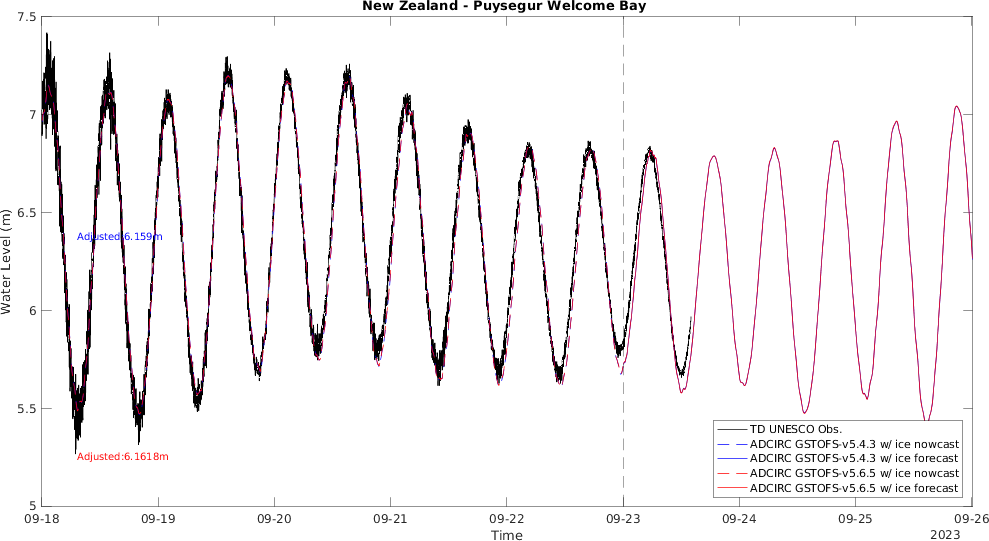 New Zealand - Puysegur Welcome Bay
7.5
7
6.5
6
5.5
5
Water Level (m)
Adjusted:6.159m
Adjusted:6.1618m
TD UNESCO Obs.
ADCIRC GSTOFS-v5.4.3 w/ ice nowcast
ADCIRC GSTOFS-v5.4.3 w/ ice forecast
ADCIRC GSTOFS-v5.6.5 w/ ice nowcast
ADCIRC GSTOFS-v5.6.5 w/ ice forecast
09-18 09-19 09-20 09-21 09-22 09-23 09-24 09-25 09-26
Time
2023